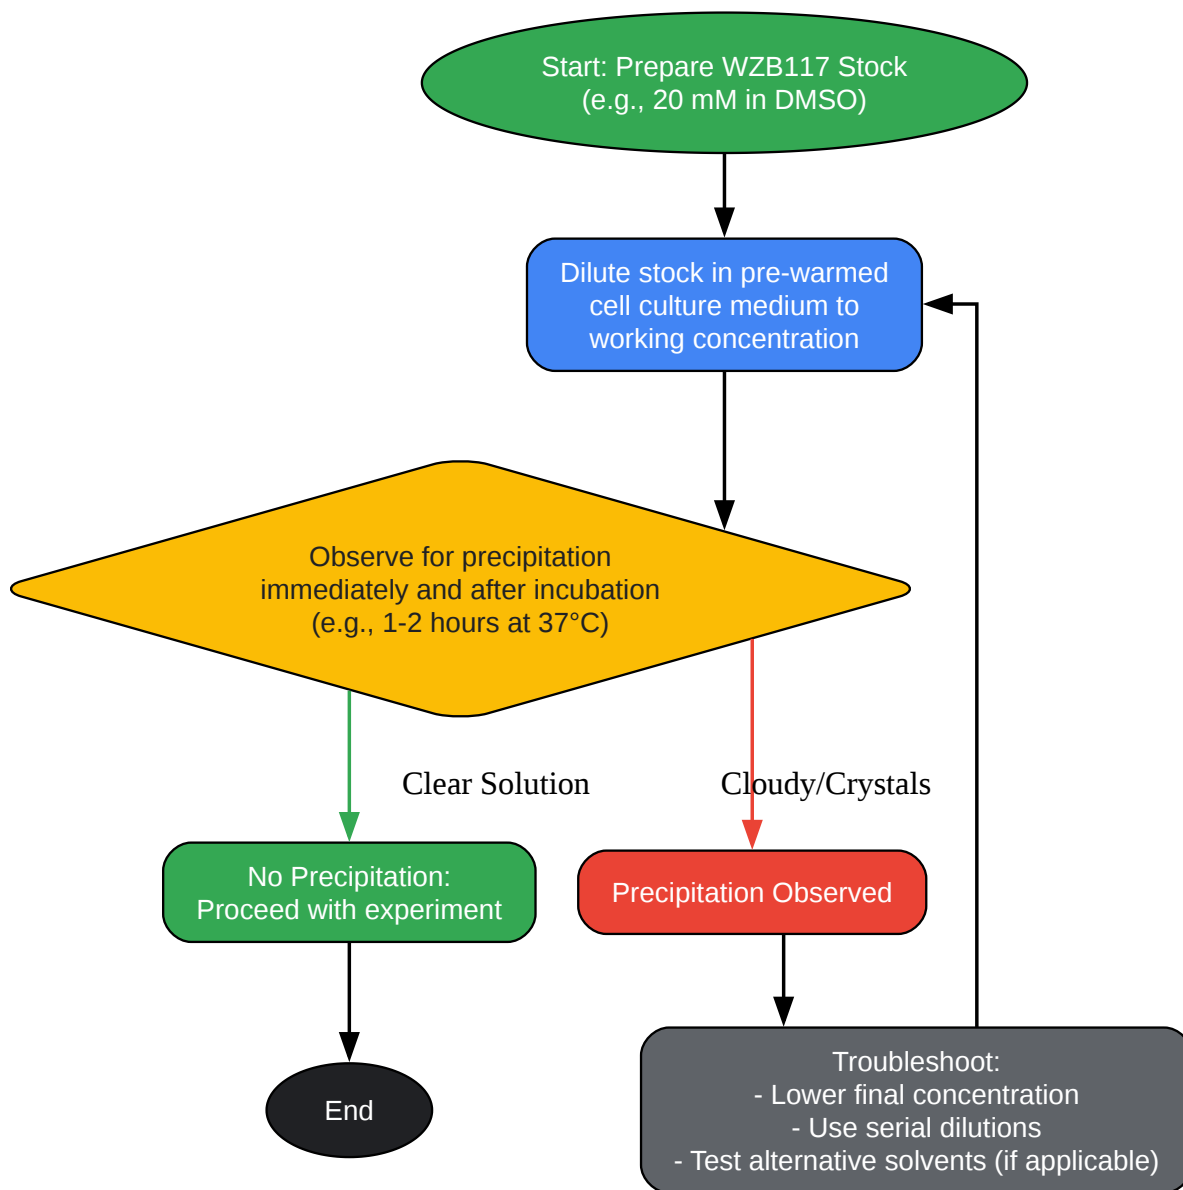 Start: Prepare WZB117 Stock
(e.g., 20 mM in DMSO)
Dilute stock in pre-warmed
cell culture medium to
working concentration
Observe for precipitation
immediately and after incubation
(e.g., 1-2 hours at 37°C)
Clear Solution
Cloudy/Crystals
No Precipitation:
Proceed with experiment
Precipitation Observed
End
Troubleshoot:
- Lower final concentration
- Use serial dilutions
- Test alternative solvents (if applicable)